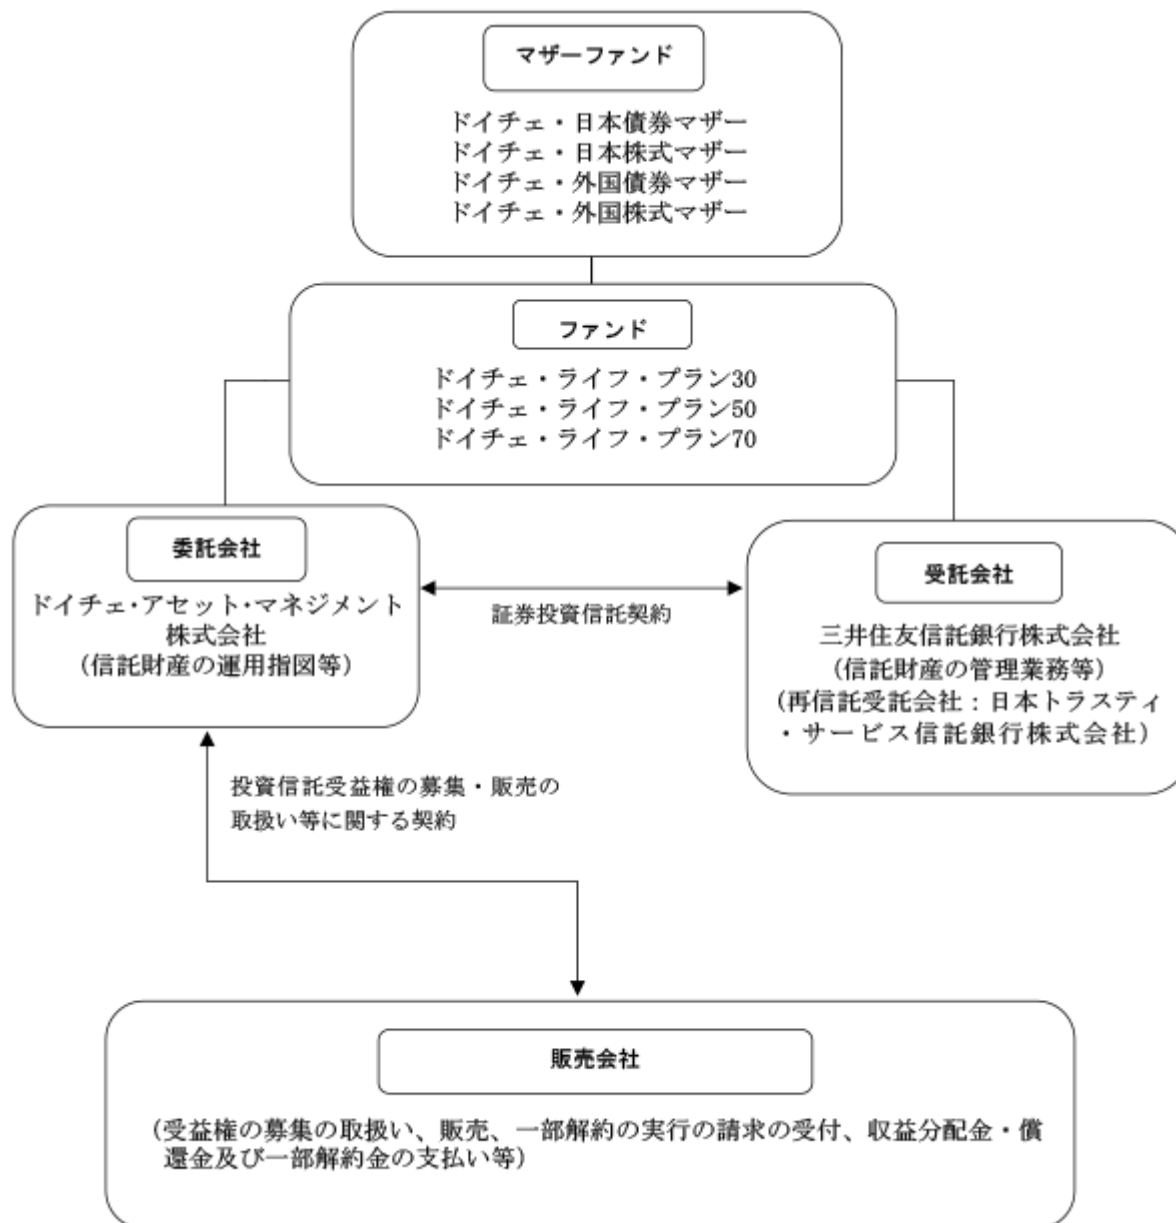 マザーファンド
ドイチェ・日本債券マザー
ドイチェ・日本株式マザー
ドイチェ・外国債券マザー
ドイチェ・外国株式マザー
ファンド
ドイチェ・ライフ・プラン30
ドイチェ・ライフ・プラン50
ドイチェ・ライフ・プラン70
委託会社
ドイチェ・アセット・マネジメント
株式会社
(信託財産の運用指図等)
証券投資信託契約
受託会社
三井住友信託銀行株式会社
(信託財産の管理業務等)
(再信託受託会社：日本トラスティ
・サービス信託銀行株式会社)
投資信託受益権の募集・販売の
取扱い等に関する契約
販売会社
(受益権の募集の取扱い、販売、一部解約の実行の請求の受付、収益分配金・償
還金及び一部解約金の支払い等)